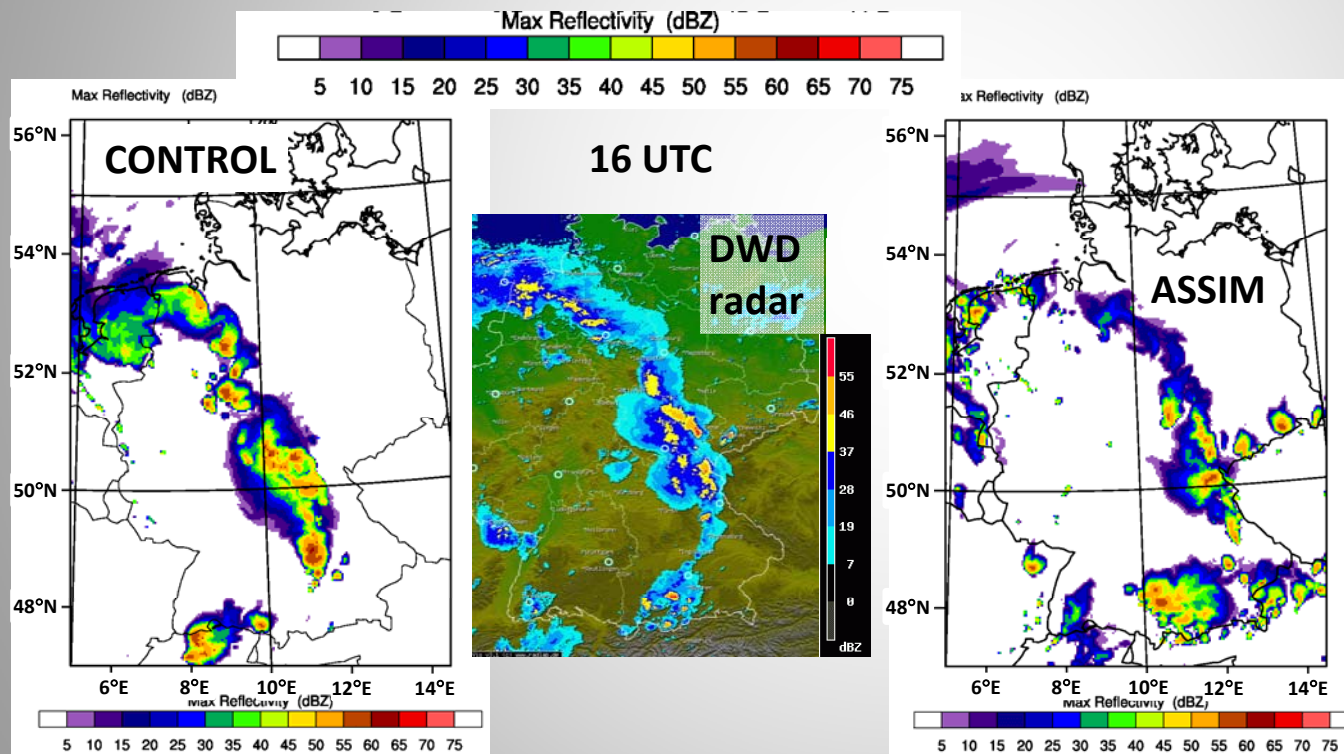 Max Reflectivity (dBZ)
5 10 15 20 25 30 35 40 45 50 55 60 65 70 75
Max Reflectivity (dBZ)
56°N
54°N
52°N
50°N
48°N
CONTROL
6°E 8°E 10°E 12°E 14°E
Max Reflectivity (dBZ)
5 10 15 20 25 30 35 40 45 50 55 60 65 70 75
16 UTC
DWD
radar
55
46
37
28
19
7
0
dBZ
ax Reflectivity (dBZ)
56°N
54°N
52°N
50°N
48°N
ASSIM
6°E 8°E 10°E 12°E 14°E
Max Reflectivity (dBZ)
5 10 15 20 25 30 35 40 45 50 55 60 65 70 75